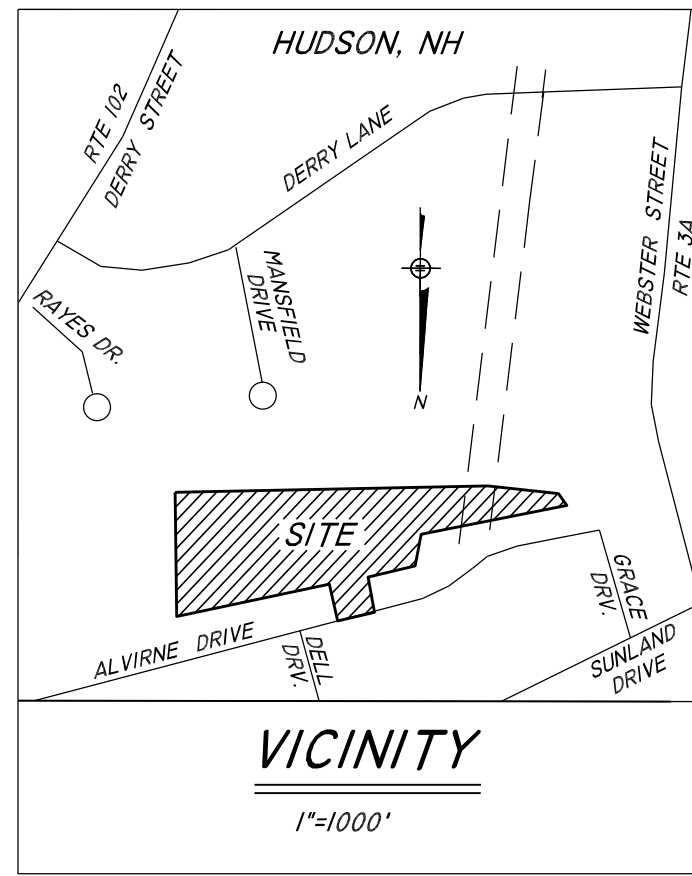 HUDSON, NH
RTE 102
DERRY STREET
DERRY LANE
WEBSTER STREET
RTE 3A
MANSFIELD
DRIVE
RAYES DR.
N
SITE
GRACE
DRV.
ALVIRNE DRIVE
DELL
DRV.
SUNLAND
DRIVE
VICINITY
1"=1000'